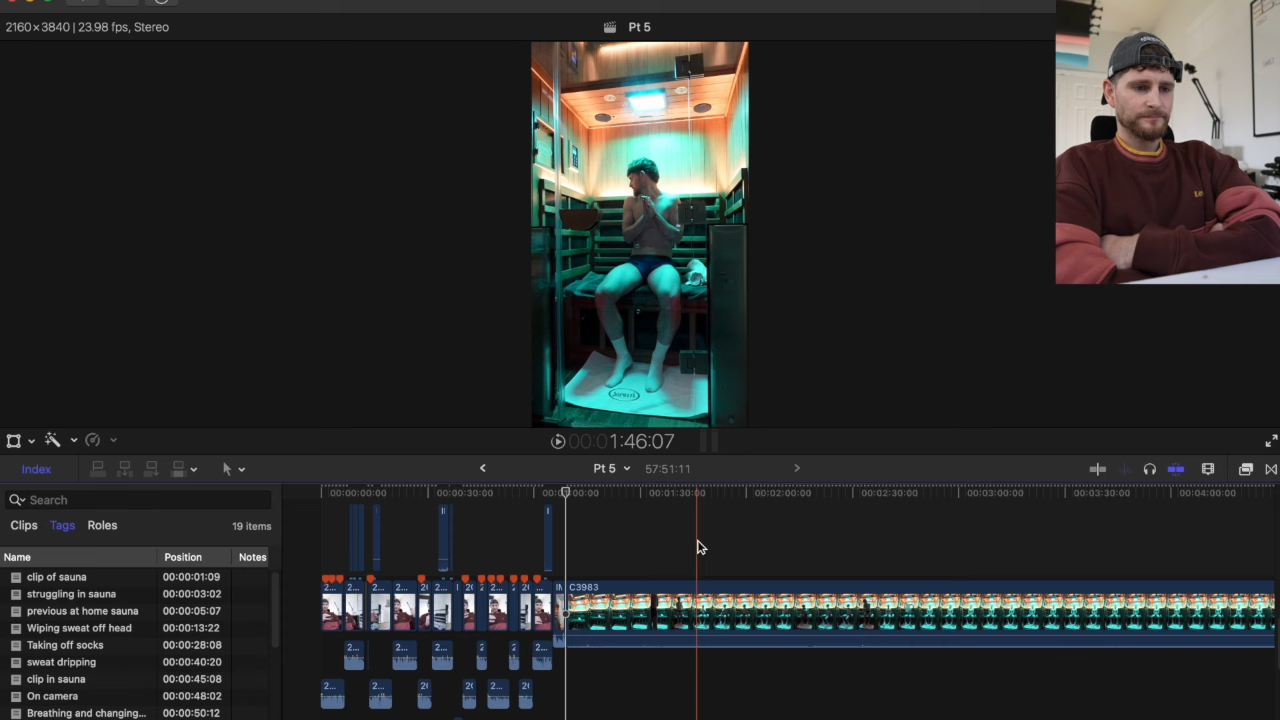 2160×3840 | 23.98 fps, Stereo
Pt 5
00:01:46:07
Index
Pt 5
57:51:11
Search
Clips Tags Roles 19 items
Name Position Notes
clip of sauna 00:00:01:09
struggling in sauna 00:00:03:02
previous at home sauna 00:00:05:07
Wiping sweat off head 00:00:13:22
Taking off socks 00:00:28:08
sweat dripping 00:00:40:20
clip in sauna 00:00:45:08
On camera 00:00:48:02
Breathing and changing... 00:00:50:12
00:00:00:00 00:00:30:00 00:01:30:00 00:02:00:00 00:02:30:00 00:03:00:00 00:03:30:00 00:04:00:00
C3983